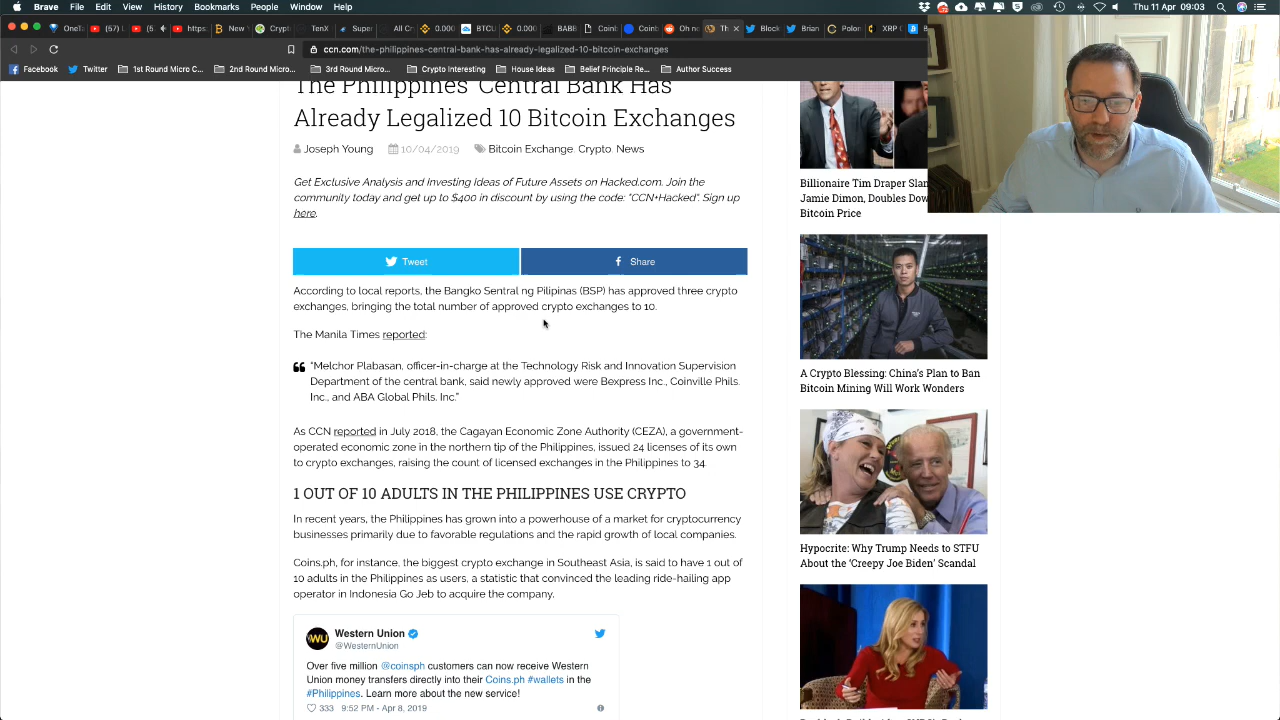 Brave File Edit View History Bookmarks People Window Help
Thu 11 Apr 09:03
OneTa (57) (5 https: New Crypto TenX Super 0.000 BTCU 0.000 BABB Coint Coinb Oh no Th Block Brian Polon XRP
ccn.com/the-philippines-central-bank-has-already-legalized-10-bitcoin-exchanges
Facebook Twitter 1st Round Micro C... 2nd Round Micro... 3rd Round Micro... Crypto Interesting House Ideas Belief Principle Re... Author Success
The Philippines' Central Bank Has
Already Legalized 10 Bitcoin Exchanges
Joseph Young 10/04/2019 Bitcoin Exchange, Crypto, News
Get Exclusive Analysis and Investing Ideas of Future Assets on Hacked.com. Join the
community today and get up to $400 in discount by using the code: "CCN+Hacked". Sign up
here.
Tweet Share
According to local reports, the Bangko Sentral ng Pilipinas (BSP) has approved three crypto
exchanges, bringing the total number of approved crypto exchanges to 10.
The Manila Times reported:
"Melchor Plabasan, officer-in-charge at the Technology Risk and Innovation Supervision
Department of the central bank, said newly approved were Bexpress Inc., Coinville Phils.
Inc., and ABA Global Phils. Inc."
As CCN reported in July 2018, the Cagayan Economic Zone Authority (CEZA), a government-
operated economic zone in the northern tip of the Philippines, issued 24 licenses of its own
to crypto exchanges, raising the count of licensed exchanges in the Philippines to 34.
1 OUT OF 10 ADULTS IN THE PHILIPPINES USE CRYPTO
In recent years, the Philippines has grown into a powerhouse of a market for cryptocurrency
businesses primarily due to favorable regulations and the rapid growth of local companies.
Coins.ph, for instance, the biggest crypto exchange in Southeast Asia, is said to have 1 out of
10 adults in the Philippines as active users that convinced the leading ride-hailing app
operator in Indonesia Go Jeb to acquire the company.
Western Union
@WesternUnion
Over five million @coinsph customers can now receive Western
Union money transfers directly into their Coins.ph #wallets in the
#Philippines. Learn more about the new service!
333 9:52 PM - Apr 8, 2019
Billionaire Tim Draper Slam
Jamie Dimon, Doubles Dow
Bitcoin Price
A Crypto Blessing: China's Plan to Ban
Bitcoin Mining Will Work Wonders
Hypocrite: Why Trump Needs to STFU
About the 'Creepy Joe Biden' Scandal